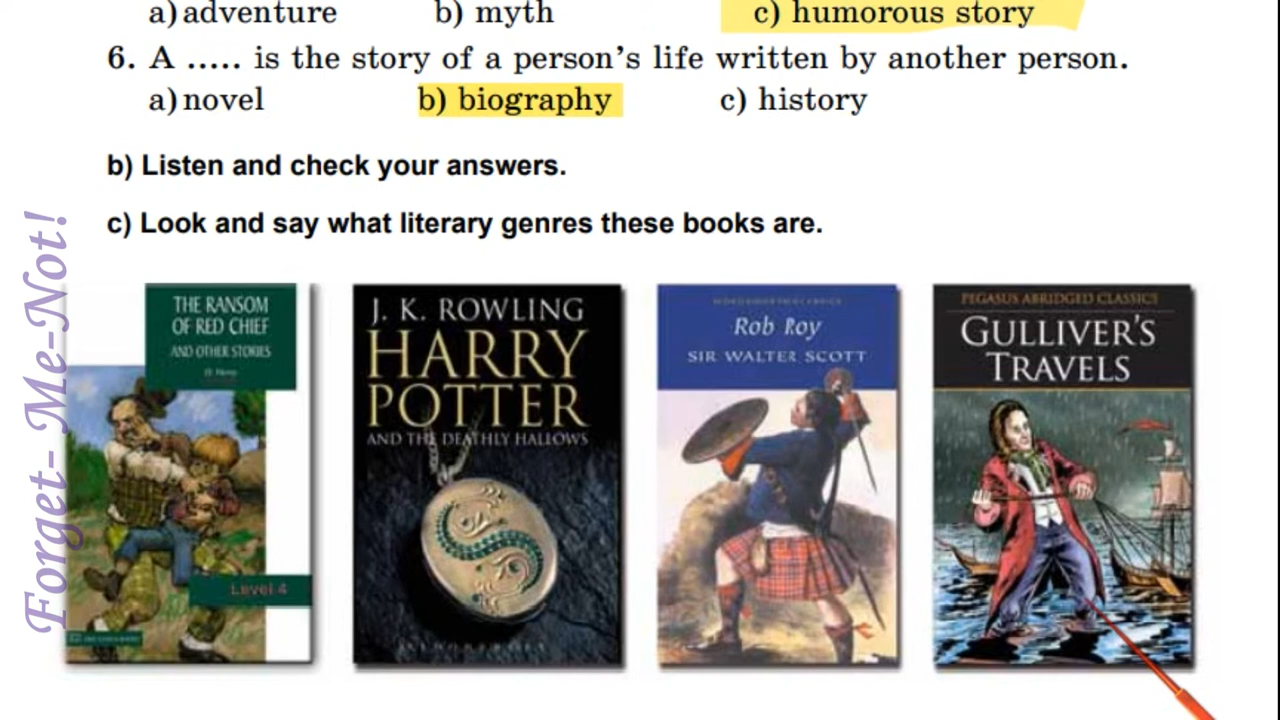 a) adventure b) myth c) humorous story
6. A ..... is the story of a person's life written by another person.
a) novel b) biography c) history
b) Listen and check your answers.
c) Look and say what literary genres these books are.
Forget- Me-Not!
THE RANSOM
OF RED CHIEF
AND OTHER STORIES
O. Henry
Level 4
J. K. ROWLING
HARRY
POTTER
AND THE DEATHLY HALLOWS
WORDSWORTH CLASSICS
Rob Roy
SIR WALTER SCOTT
PEGASUS ABRIDGED CLASSICS
GULLIVER'S
TRAVELS